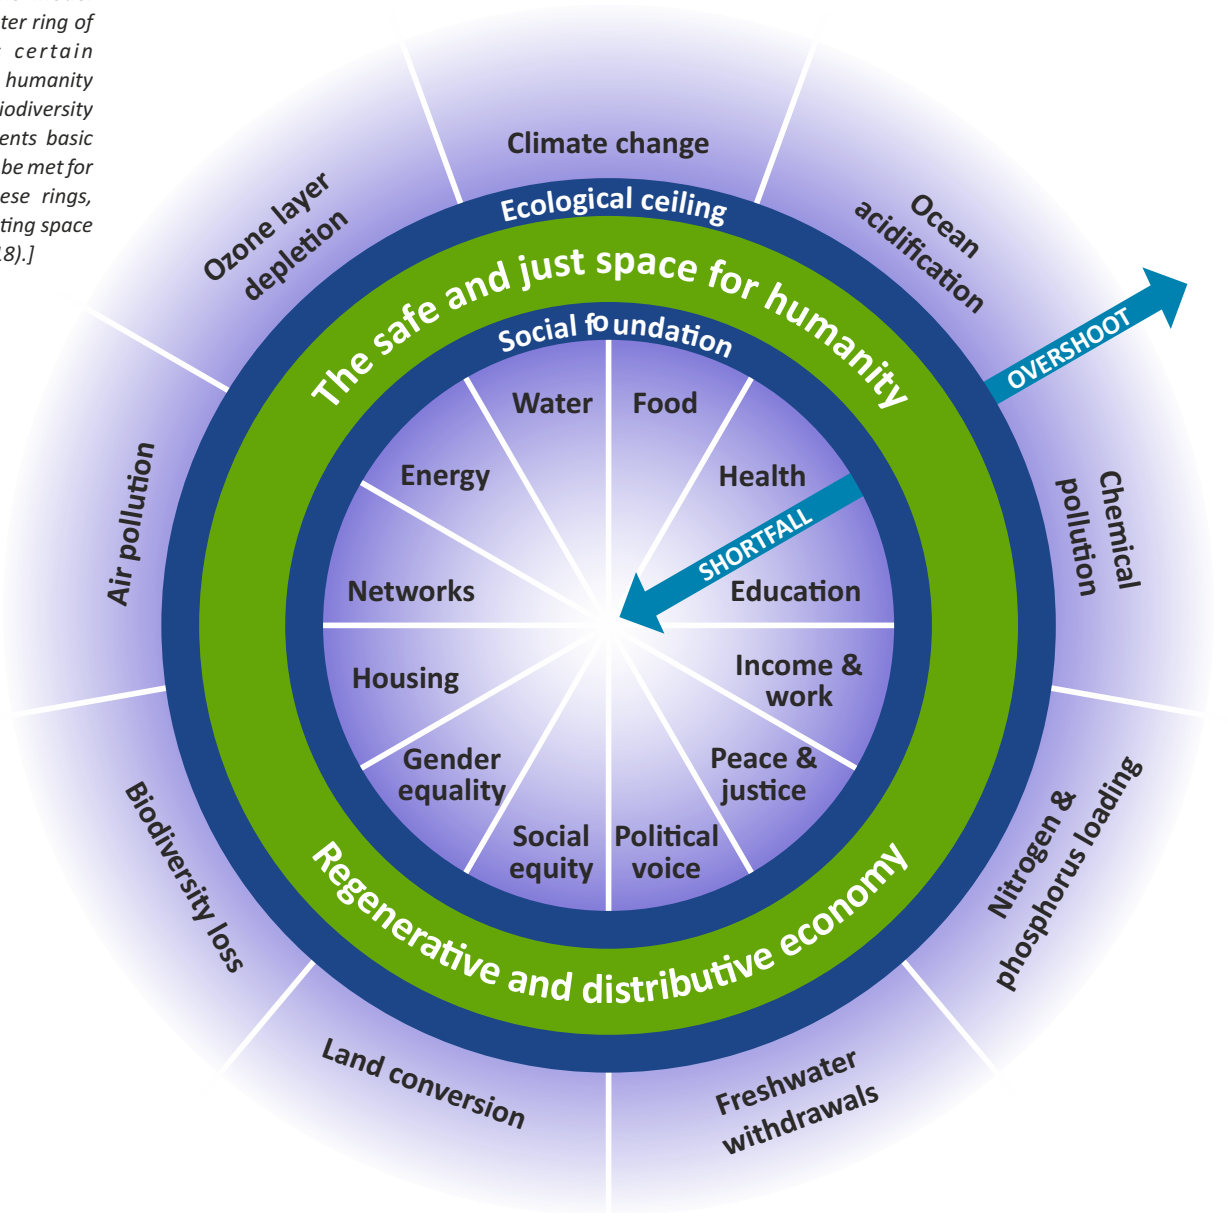 ter ring of
certain
humanity
iodiversity
ents basic
be met for
ese rings,
ting space
18).]
Climate change
Ozone layer
depletion
Ocean
acidification
Ecological ceiling
The safe and just space for humanity
Social foundation
OVERSHOOT
Water
Food
Energy
Health
SHORTFALL
Air pollution
Chemical
pollution
Networks
Education
Housing
Income &
work
Gender
equality
Peace &
justice
Social
equity
Political
voice
Biodiversity loss
Nitrogen &
phosphorus loading
Regenerative and distributive economy
Land conversion
Freshwater
withdrawals